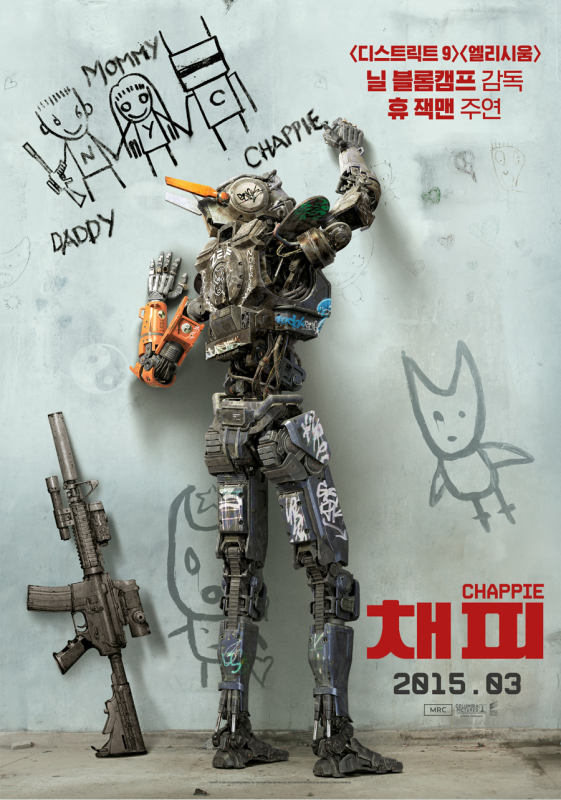 <디스트릭트 9><엘리시움>
닐 블롬캠프 감독
휴 잭맨 주연
MOMMY
N
Y
C
CHAPPIE
DADDY
CHAPPIE
채피
2015.03
MRC